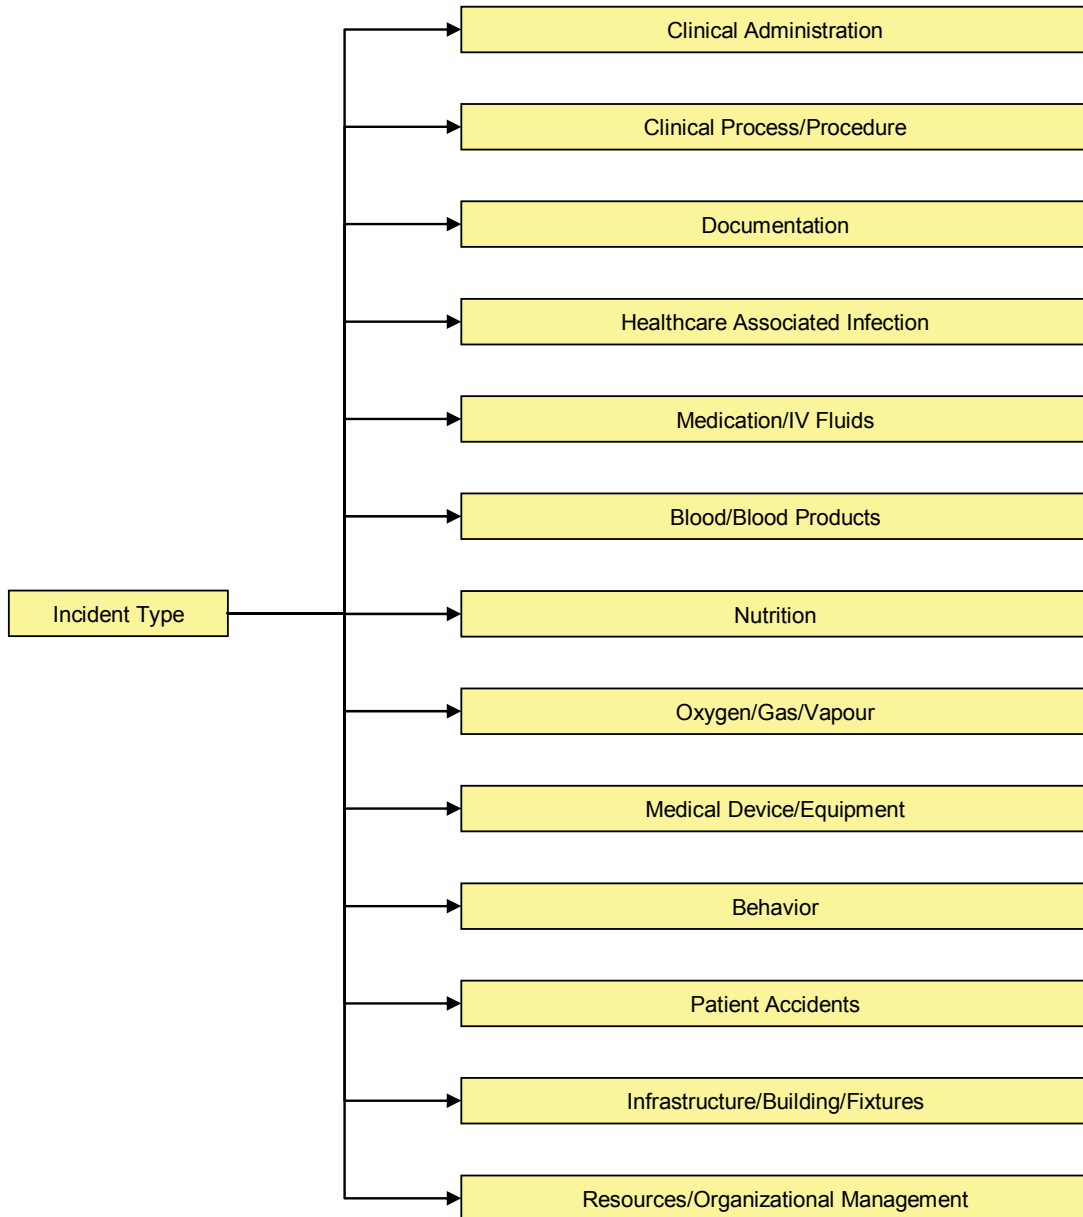 Clinical Administration
Clinical Process/Procedure
Documentation
Healthcare Associated Infection
Medication/IV Fluids
Blood/Blood Products
Incident Type
Nutrition
Oxygen/Gas/Vapour
Medical Device/Equipment
Behavior
Patient Accidents
Infrastructure/Building/Fixtures
Resources/Organizational Management